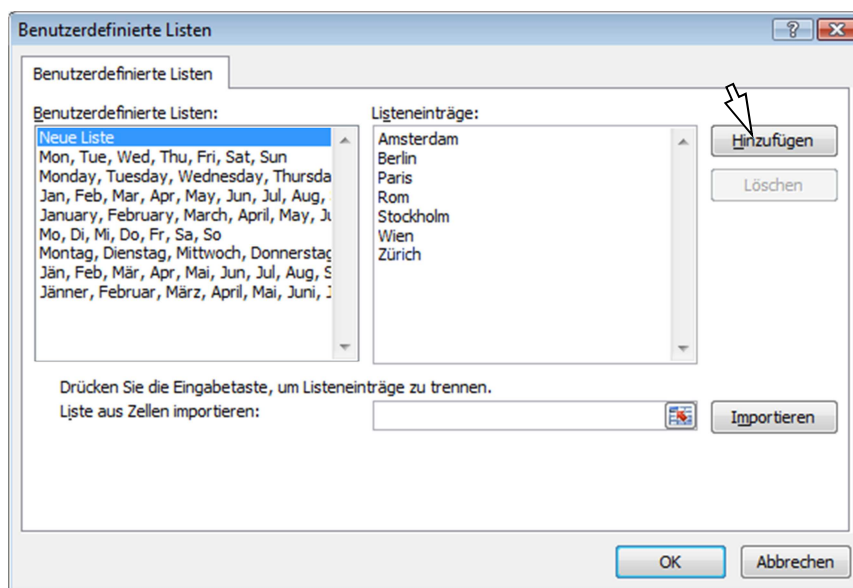 Benutzerdefinierte Listen
Benutzerdefinierte Listen
Benutzerdefinierte Listen:
Neue Liste
Mon, Tue, Wed, Thu, Fri, Sat, Sun
Monday, Tuesday, Wednesday, Thursda
Jan, Feb, Mar, Apr, May, Jun, Jul, Aug,
January, February, March, April, May, Ju
Mo, Di, Mi, Do, Fr, Sa, So
Montag, Dienstag, Mittwoch, Donnerstag
Jän, Feb, Mär, Apr, Mai, Jun, Jul, Aug, S
Jänner, Februar, März, April, Mai, Juni, J
Listeneinträge:
Amsterdam
Berlin
Paris
Rom
Stockholm
Wien
Zürich
Hinzufügen
Löschen
Drücken Sie die Eingabetaste, um Listeneinträge zu trennen.
Liste aus Zellen importieren:
Importieren
OK
Abbrechen